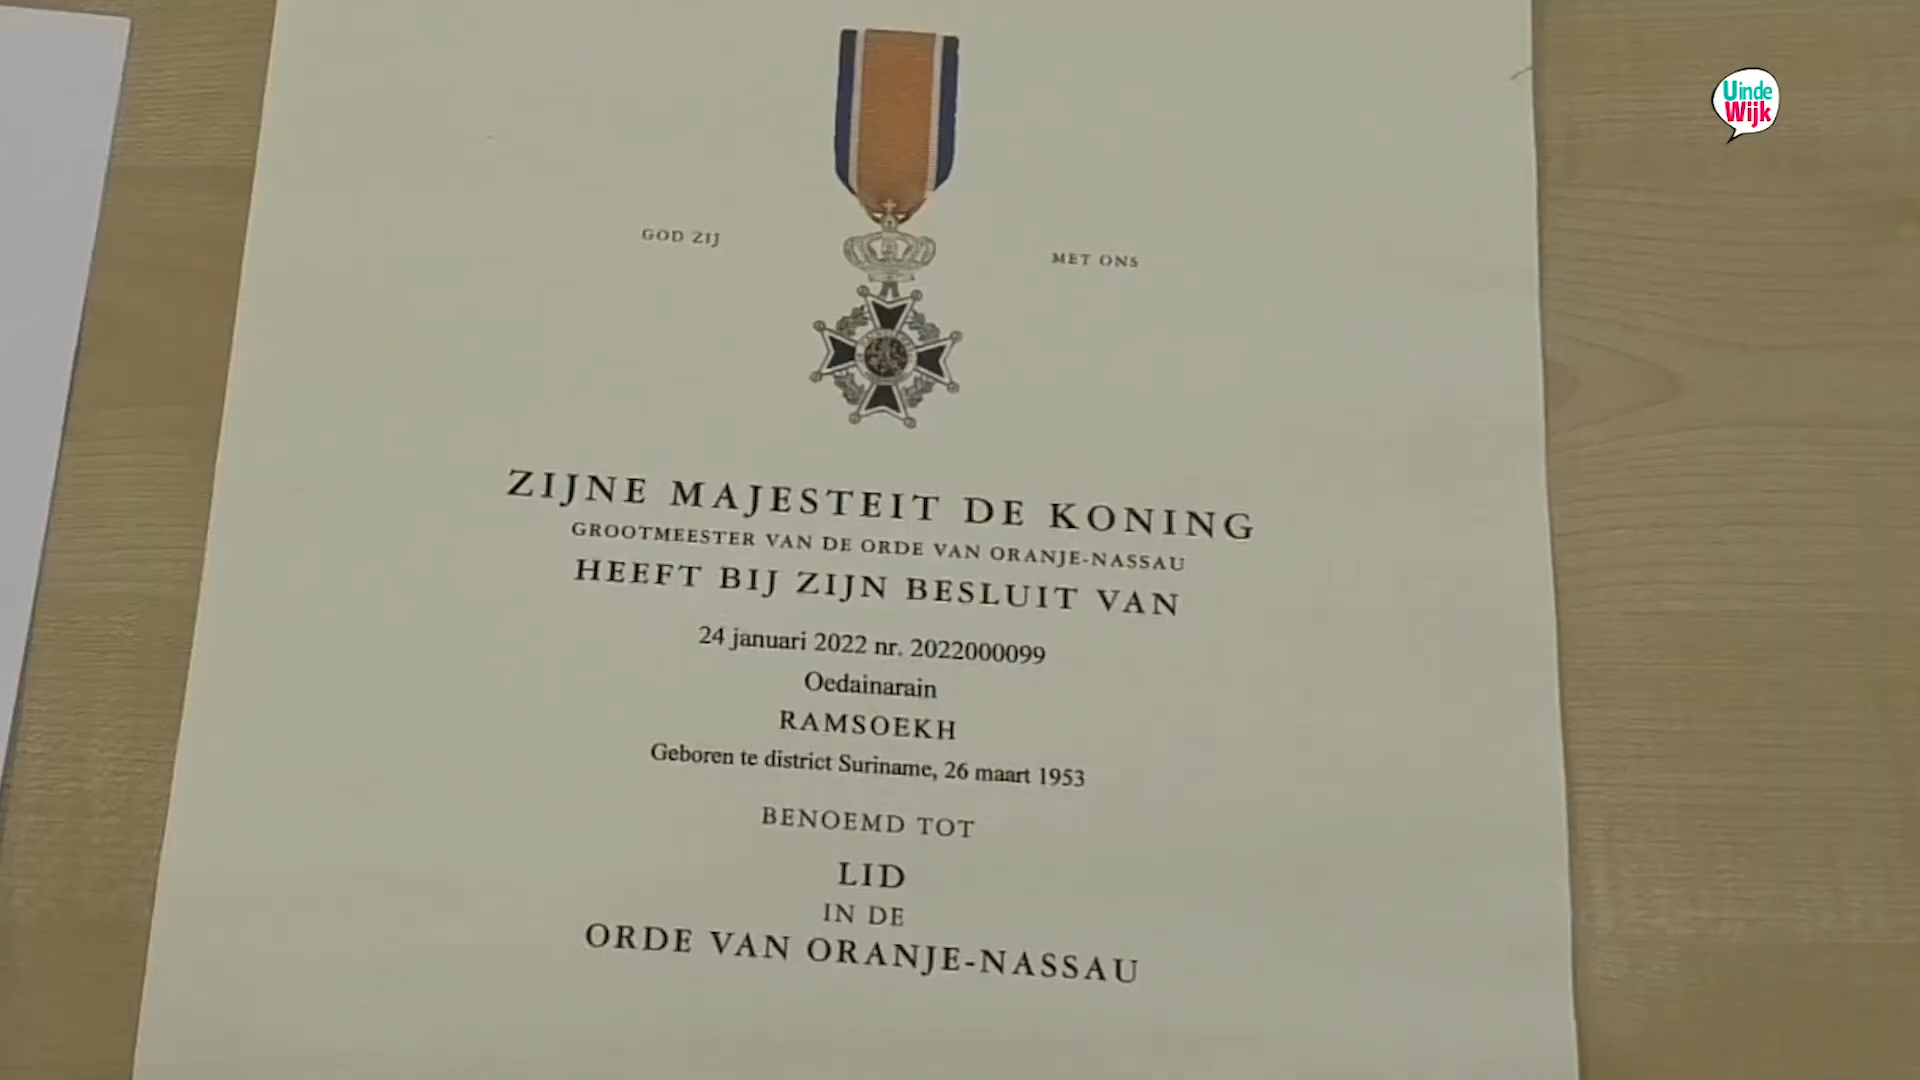 Uinde
Wijk
GOD ZIJ MET ONS
ZIJNE MAJESTEIT DE KONING
GROOTMEESTER VAN DE ORDE VAN ORANJE-NASSAU
HEEFT BIJ ZIJN BESLUIT VAN
24 januari 2022 nr. 2022000099
Oedainarain
RAMSOEKH
Geboren te district Suriname, 26 maart 1953
BENOEMD TOT
LID
IN DE
ORDE VAN ORANJE-NASSAU